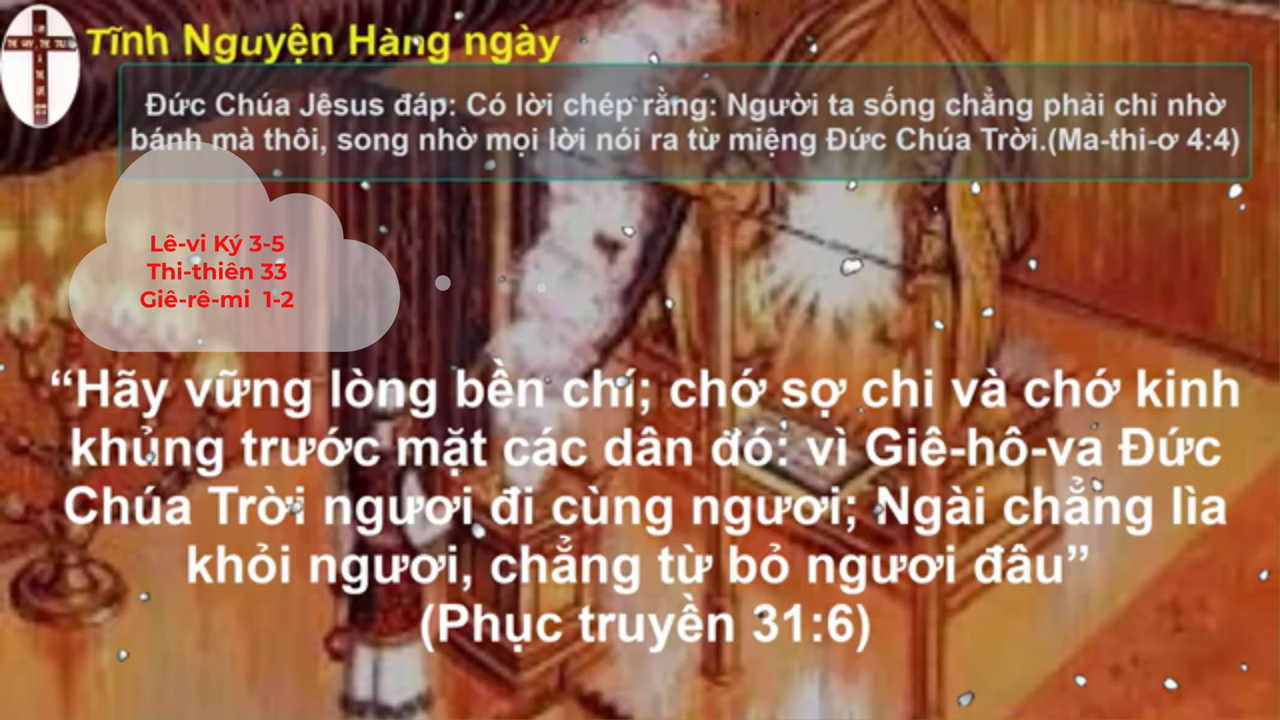 Tĩnh Nguyện Hàng ngày
Đức Chúa Jêsus đáp: Có lời chép rằng: Người ta sống chẳng phải chỉ nhờ
bánh mà thôi, song nhờ mọi lời nói ra từ miệng Đức Chúa Trời.(Ma-thi-ơ 4:4)
Lê-vi Ký 3-5
Thi-thiên 33
Giê-rê-mi 1-2
“Hãy vững lòng bền chí; chớ sợ chi và chớ kinh
khủng trước mặt các dân đó: vì Giê-hô-va Đức
Chúa Trời ngươi đi cùng ngươi; Ngài chẳng lìa
khỏi ngươi, chẳng từ bỏ ngươi đâu”
(Phục truyền 31:6)